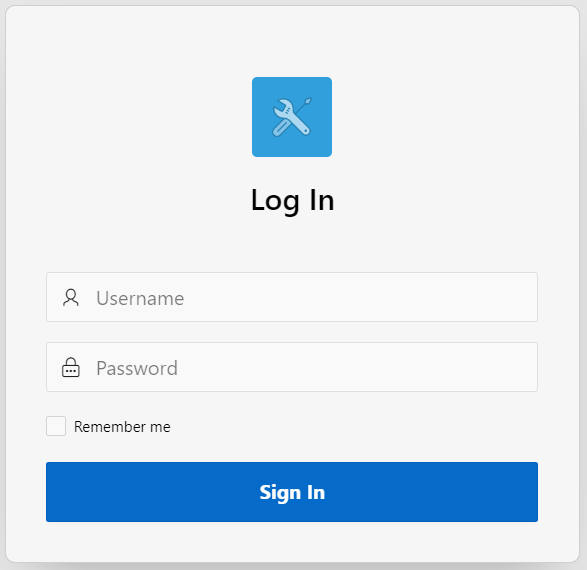 Log In
Username
Password
Remember me
Sign In